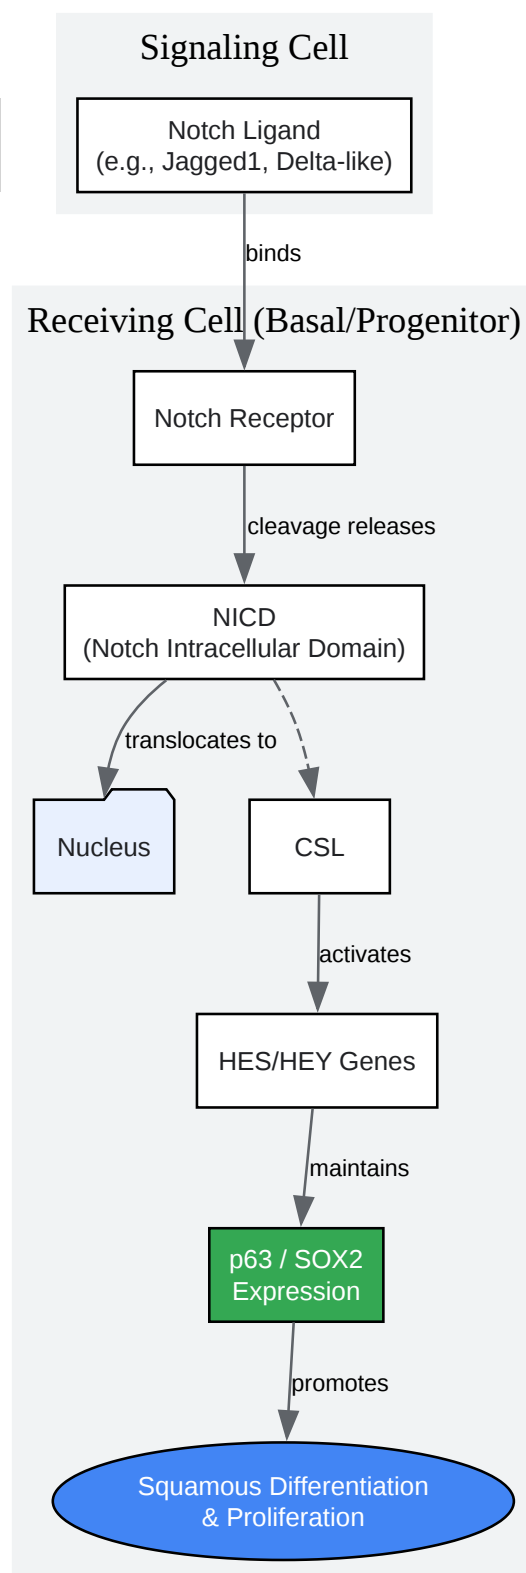 Signaling Cell
Notch Ligand
(e.g., Jagged1, Delta-like)
binds
Receiving Cell (Basal/Progenitor)
Notch Receptor
cleavage releases
NICD
(Notch Intracellular Domain)
translocates to
Nucleus
CSL
activates
HES/HEY Genes
maintains
p63 / SOX2
Expression
promotes
Squamous Differentiation
& Proliferation